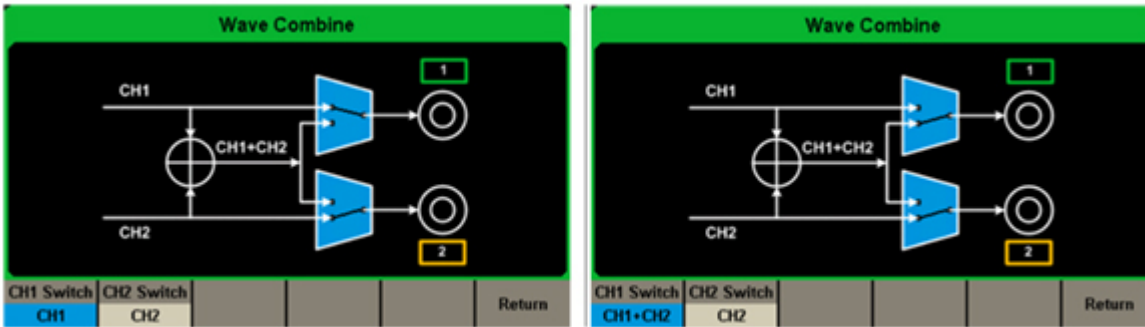 Wave Combine
1
CH1
CH1+CH2
CH2
2
CH1 Switch CH2 Switch
CH1 CH2
Return
Wave Combine
1
CH1
CH1+CH2
CH2
2
CH1 Switch CH2 Switch
CH1+CH2 CH2
Return